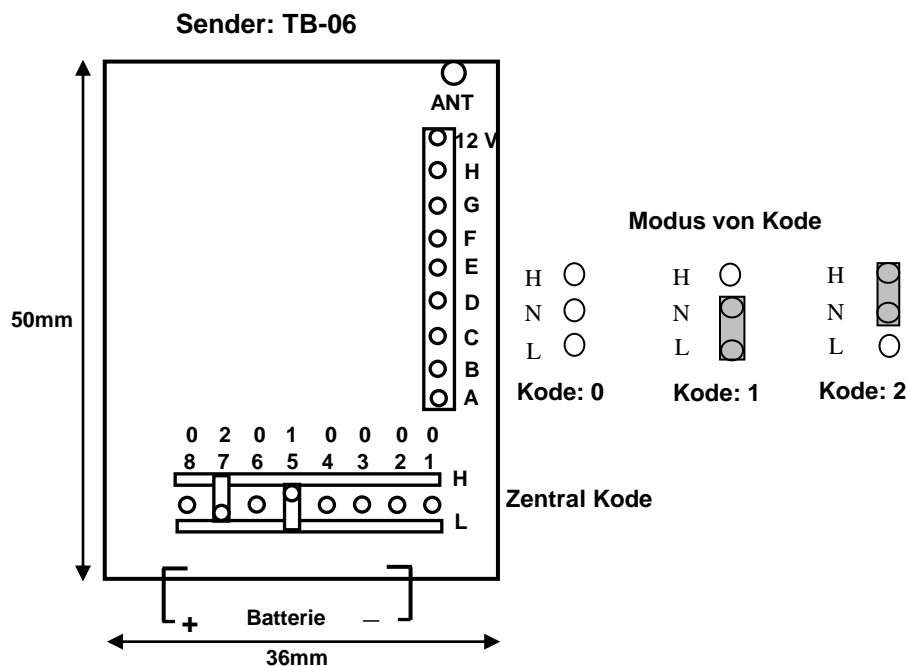 Sender: TB-06
ANT
12 V
H
G
F
E
D
C
B
A
50mm
Modus von Kode
H
N
L
Kode: 0
H
N
L
Kode: 1
H
N
L
Kode: 2
0 2 0 1 0 0 0 0
8 7 6 5 4 3 2 1
H
L
Zentral Kode
+ Batterie –
36mm